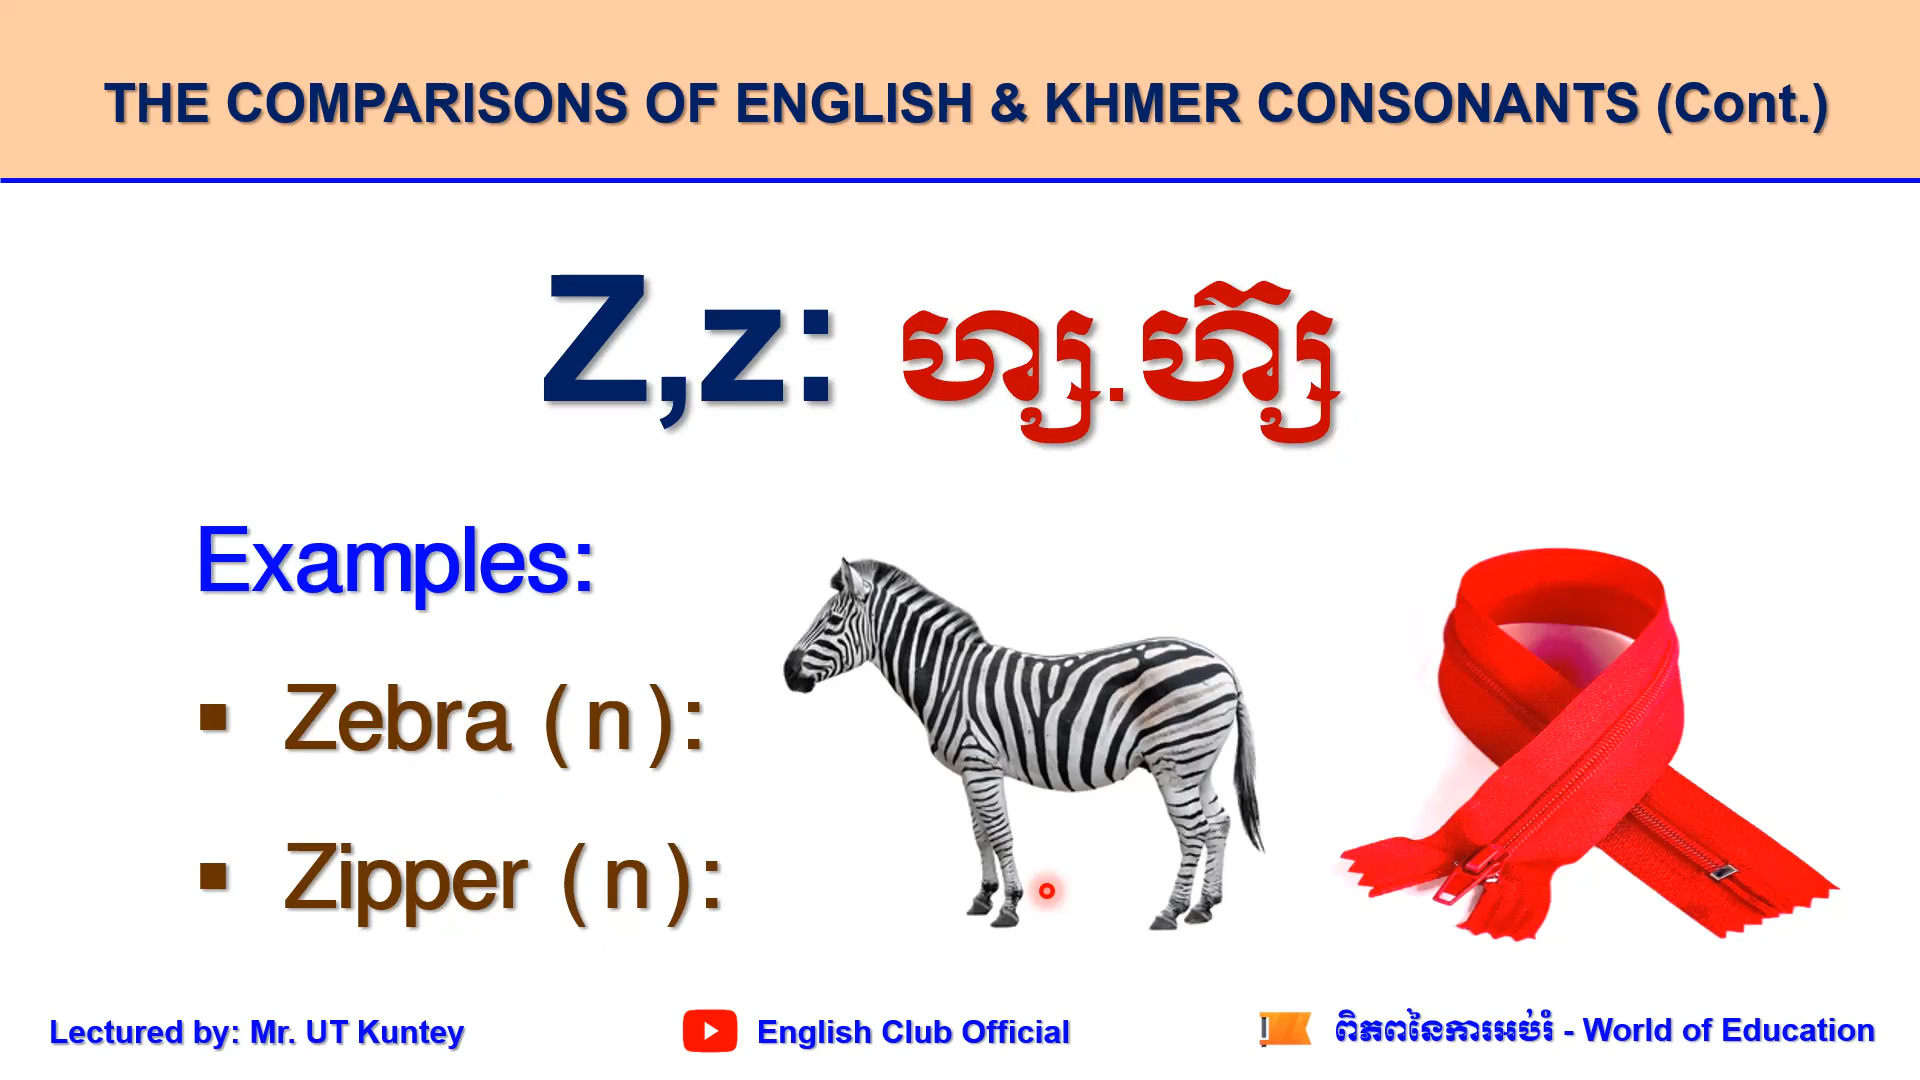 THE COMPARISONS OF ENGLISH & KHMER CONSONANTS (Cont.)
Z,z: ហ្ស.ហ៊្ស
Examples:
▪ Zebra (n):
▪ Zipper (n):
Lectured by: Mr. UT Kuntey
English Club Official
ពិភពនៃការអប់រំ - World of Education